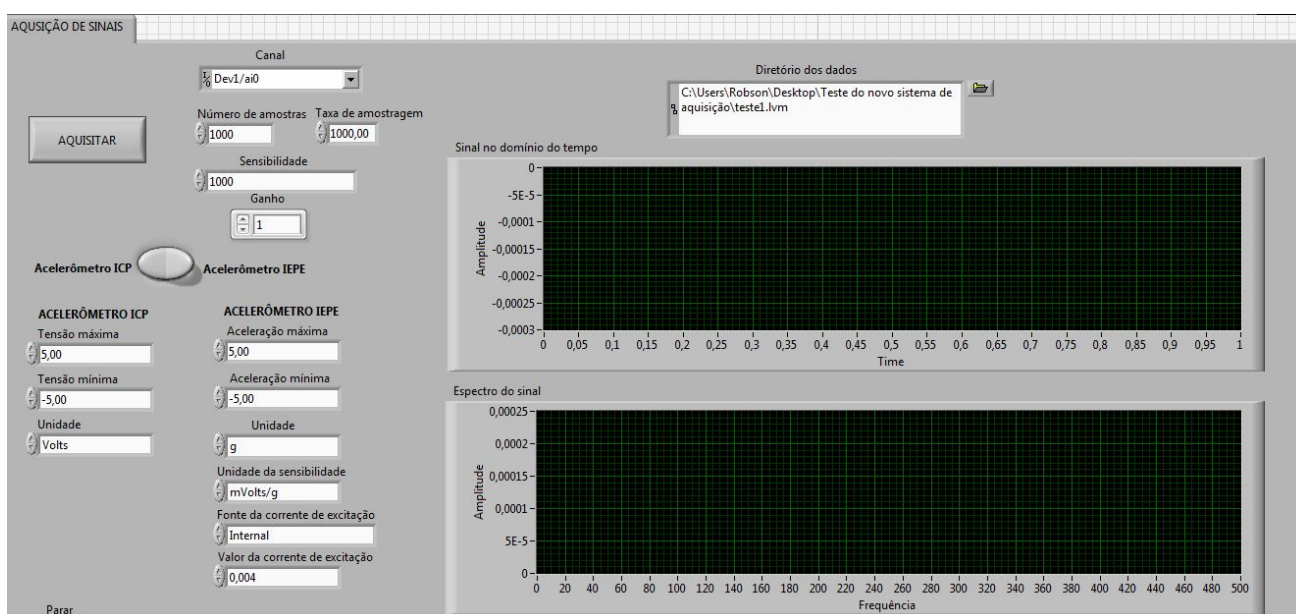 AQUSIÇÃO DE SINAIS
Canal
Dev1/ai0
Número de amostras Taxa de amostragem
1000 1000,00
AQUISITAR
Sensibilidade
1000
Ganho
1
Acelerômetro ICP Acelerômetro IEPE
ACELERÔMETRO ICP
Tensão máxima
5,00
Tensão mínima
-5,00
Unidade
Volts
ACELERÔMETRO IEPE
Aceleração máxima
5,00
Aceleração mínima
-5,00
Unidade
g
Unidade da sensibilidade
mVolts/g
Fonte da corrente de excitação
Internal
Valor da corrente de excitação
0,004
Parar
Diretório dos dados
C:\Users\Robson\Desktop\Teste do novo sistema de
aquisição\teste1.lvm
Sinal no domínio do tempo
Amplitude
0
-5E-5
-0,0001
-0,00015
-0,0002
-0,00025
-0,0003
0 0,05 0,1 0,15 0,2 0,25 0,3 0,35 0,4 0,45 0,5 0,55 0,6 0,65 0,7 0,75 0,8 0,85 0,9 0,95 1
Time
Espectro do sinal
Amplitude
0,00025
0,0002
0,00015
0,0001
5E-5
0
0 20 40 60 80 100 120 140 160 180 200 220 240 260 280 300 320 340 360 380 400 420 440 460 480 500
Frequência